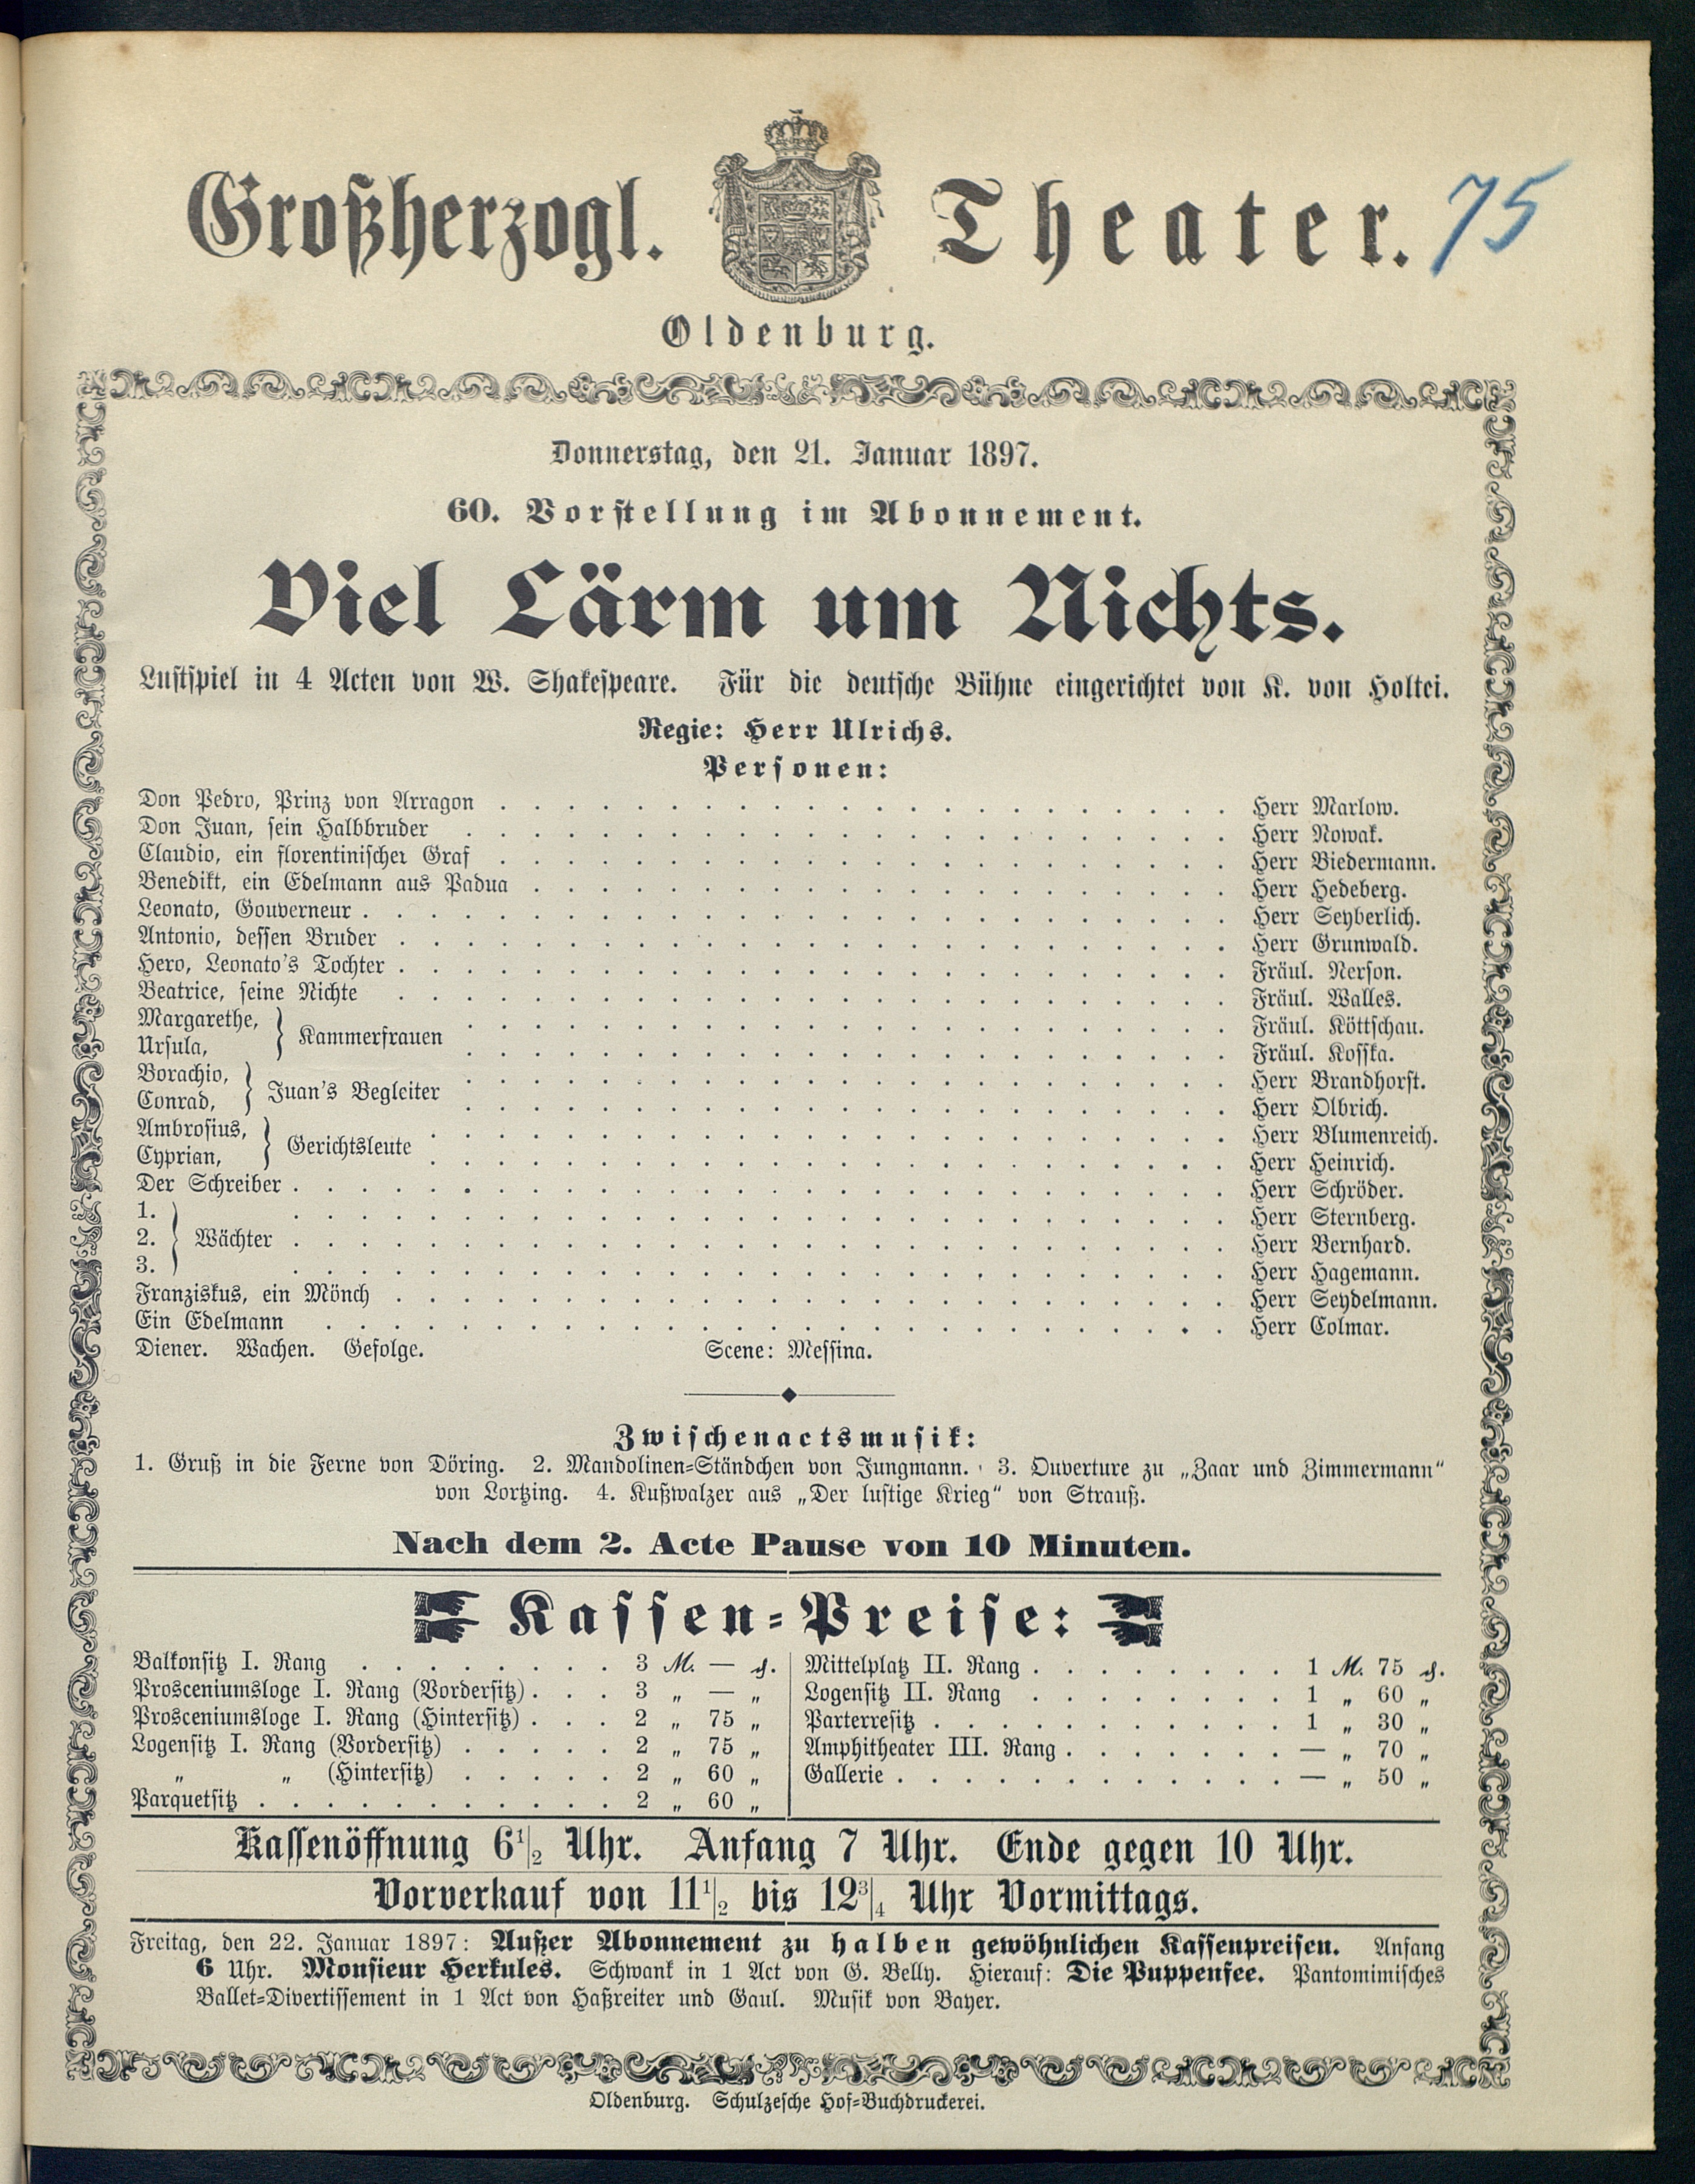 Großherzogl. Theater. 75
Oldenburg.
Donnerstag, den 21. Januar 1897.
60. Vorstellung im Abonnement.
Viel Lärm um Nichts.
Lustspiel in 4 Acten von W. Shakespeare. Für die deutsche Bühne eingerichtet von K. von Holtei.
Regie: Herr Ulrichs.
Personen:
Don Pedro, Prinz von Arragon . . . Herr Marlow.
Don Juan, sein Halbbruder . . . Herr Nowak.
Claudio, ein florentinischer Graf . . . Herr Biedermann.
Benedikt, ein Edelmann aus Padua . . . Herr Hedeberg.
Leonato, Gouverneur . . . Herr Seyberlich.
Antonio, dessen Bruder . . . Herr Grunwald.
Hero, Leonato's Tochter . . . Fräul. Nerson.
Beatrice, seine Nichte . . . Fräul. Walles.
Margarethe, } Kammerfrauen . . . Fräul. Köttschau.
Ursula, . . . Fräul. Kosska.
Borachio, } Juan's Begleiter . . . Herr Brandhorst.
Conrad, . . . Herr Olbrich.
Ambrosius, } Gerichtsleute . . . Herr Blumenreich.
Cyprian, . . . Herr Heinrich.
Der Schreiber . . . Herr Schröder.
1. . . . Herr Sternberg.
2. } Wächter . . . Herr Bernhard.
3. . . . Herr Hagemann.
Franziskus, ein Mönch . . . Herr Seydelmann.
Ein Edelmann . . . Herr Colmar.
Diener. Wachen. Gefolge. Scene: Messina.
Zwischenactsmusik:
1. Gruß in die Ferne von Döring. 2. Mandolinen=Ständchen von Jungmann. 3. Ouverture zu „Zaar und Zimmermann“
von Lortzing. 4. Kußwalzer aus „Der lustige Krieg“ von Strauß.
Nach dem 2. Acte Pause von 10 Minuten.
Kassen=Preise:
Balkonsitz I. Rang . . . 3 M. — ₰.
Prosceniumsloge I. Rang (Vordersitz) . . . 3 „ — „
Prosceniumsloge I. Rang (Hintersitz) . . . 2 „ 75 „
Logensitz I. Rang (Vordersitz) . . . 2 „ 75 „
„ „ (Hintersitz) . . . 2 „ 60 „
Parquetsitz . . . 2 „ 60 „
Mittelplatz II. Rang . . . 1 M. 75 ₰.
Logensitz II. Rang . . . 1 „ 60 „
Parterresitz . . . 1 „ 30 „
Amphitheater III. Rang . . . — „ 70 „
Gallerie . . . — „ 50 „
Kassenöffnung 6 1/2 Uhr. Anfang 7 Uhr. Ende gegen 10 Uhr.
Vorverkauf von 11 1/2 bis 12 3/4 Uhr Vormittags.
Freitag, den 22. Januar 1897: Außer Abonnement zu halben gewöhnlichen Kassenpreisen. Anfang
6 Uhr. Monsieur Herkules. Schwank in 1 Act von G. Belly. Hierauf: Die Puppenfee. Pantomimisches
Ballet=Divertissement in 1 Act von Haßreiter und Gaul. Musik von Bayer.
Oldenburg. Schulzesche Hof=Buchdruckerei.